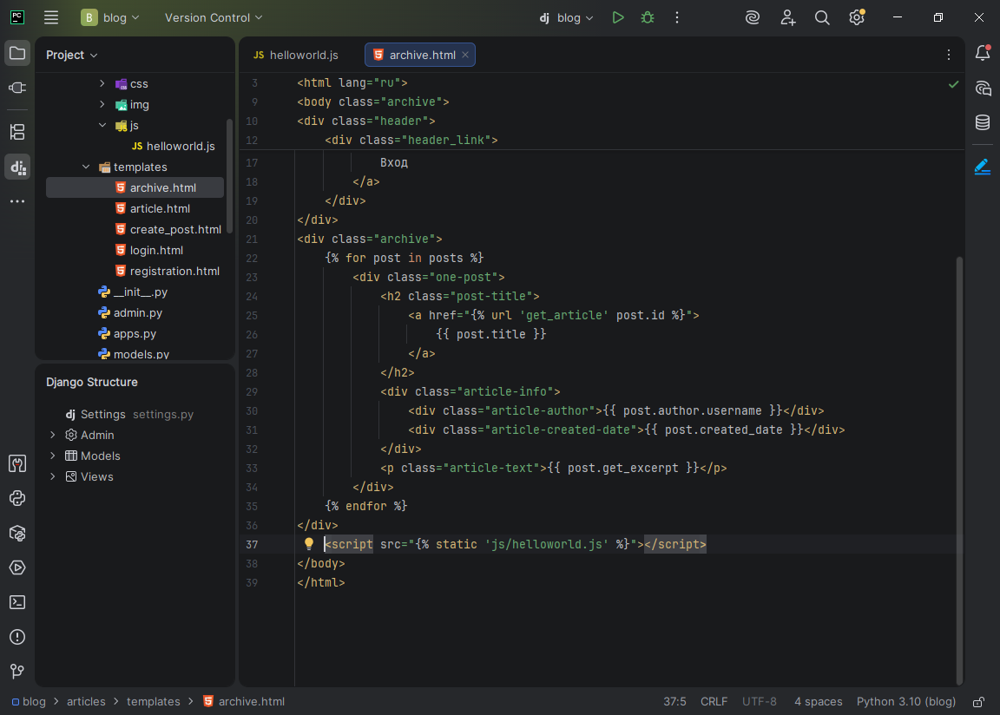 PC
B blog
Version Control
dj blog
Project
css
img
js
JS helloworld.js
templates
archive.html
article.html
create_post.html
login.html
registration.html
__init__.py
admin.py
apps.py
models.py
Django Structure
dj Settings settings.py
Admin
Models
Views
JS helloworld.js
archive.html
3 <html lang="ru">
9 <body class="archive">
10 <div class="header">
12 <div class="header_link">
17 Вход
18 </a>
19 </div>
20 </div>
21 <div class="archive">
22 {% for post in posts %}
23 <div class="one-post">
24 <h2 class="post-title">
25 <a href="{% url 'get_article' post.id %}">
26 {{ post.title }}
27 </a>
28 </h2>
29 <div class="article-info">
30 <div class="article-author">{{ post.author.username }}</div>
31 <div class="article-created-date">{{ post.created_date }}</div>
32 </div>
33 <p class="article-text">{{ post.get_excerpt }}</p>
34 </div>
35 {% endfor %}
36 </div>
37 <script src="{% static 'js/helloworld.js' %}"></script>
38 </body>
39 </html>
blog > articles > templates > archive.html
37:5 CRLF UTF-8 4 spaces Python 3.10 (blog)